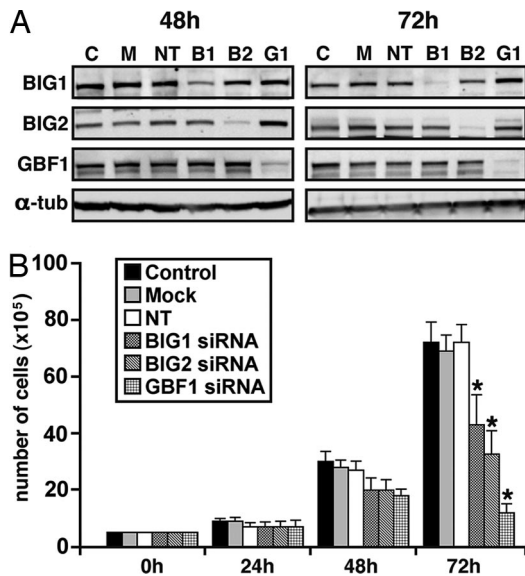 A
48h
72h
C M NT B1 B2 G1
C M NT B1 B2 G1
BIG1
BIG2
GBF1
α-tub
B
number of cells (x10⁵)
100
80
60
40
20
0
Control
Mock
NT
BIG1 siRNA
BIG2 siRNA
GBF1 siRNA
* * *
0h 24h 48h 72h